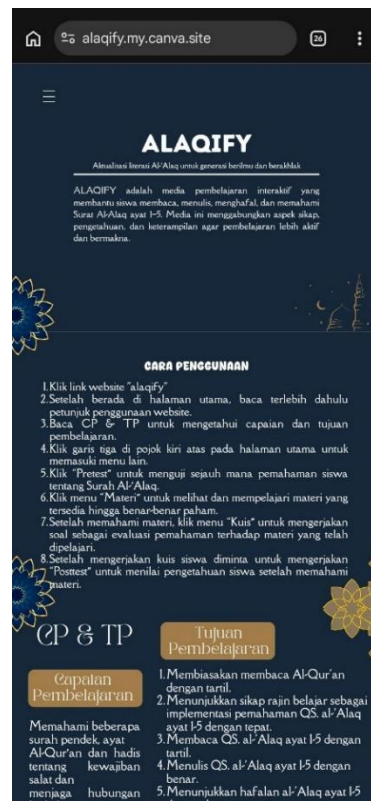 alaqify.my.canva.site
26
ALAQIFY
Aktualisasi literasi Al-'Alaq untuk generasi berilmu dan berakhlak
ALAQIFY adalah media pembelajaran interaktif yang
membantu siswa membaca, menulis, menghafal, dan memahami
Surat Al-Alaq ayat 1-5. Media ini menggabungkan aspek sikap,
pengetahuan, dan keterampilan agar pembelajaran lebih aktif
dan bermakna.
CARA PENGGUNAAN
1.Klik link website "alaqify"
2.Setelah berada di halaman utama, baca terlebih dahulu
petunjuk penggunaan website.
3.Baca CP & TP untuk mengetahui capaian dan tujuan
pembelajaran.
4.Klik garis tiga di pojok kiri atas pada halaman utama untuk
memasuki menu lain.
5.Klik "Pretest" untuk menguji sejauh mana pemahaman siswa
tentang Surah Al-'Alaq.
6.Klik menu "Materi" untuk melihat dan mempelajari materi yang
tersedia hingga benar-benar paham.
7.Setelah memahami materi, klik menu "Kuis" untuk mengerjakan
soal sebagai evaluasi pemahaman terhadap materi yang telah
dipelajari.
8.Setelah mengerjakan kuis siswa diminta untuk mengerjakan
"Posttest" untuk menilai pengetahuan siswa setelah memahami
materi.
CP & TP
Capaian
Pembelajaran
Memahami beberapa
surah pendek, ayat
Al-Qur'an dan hadis
tentang kewajiban
salat dan
menjaga hubungan
Tujuan
Pembelajaran
1.Membiasakan membaca Al-Qur'an
dengan tartil.
2.Menunjukkan sikap rajin belajar sebagai
implementasi pemahaman QS. al-'Alaq
ayat 1-5 dengan tepat.
3.Membaca QS. al-'Alaq ayat 1-5 dengan
tartil.
4.Menulis QS. al-'Alaq ayat 1-5 dengan
benar.
5.Menunjukkan hafalan al-'Alaq ayat 1-5